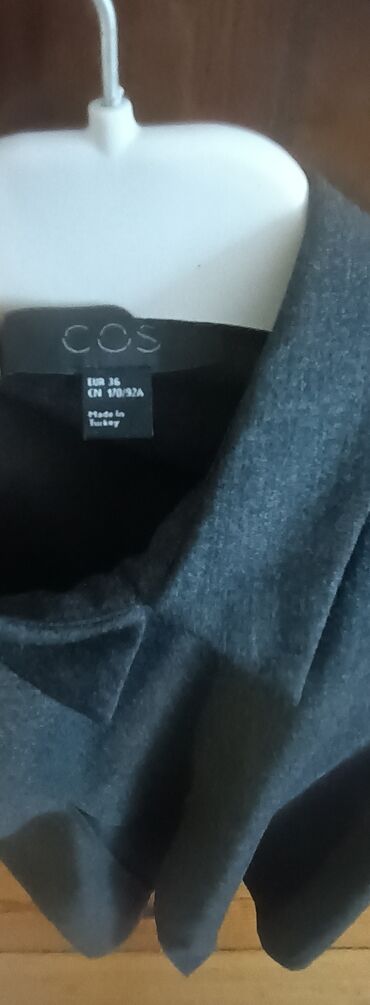 COS
EUR 36
CN 170/92A
Made in
Turkey